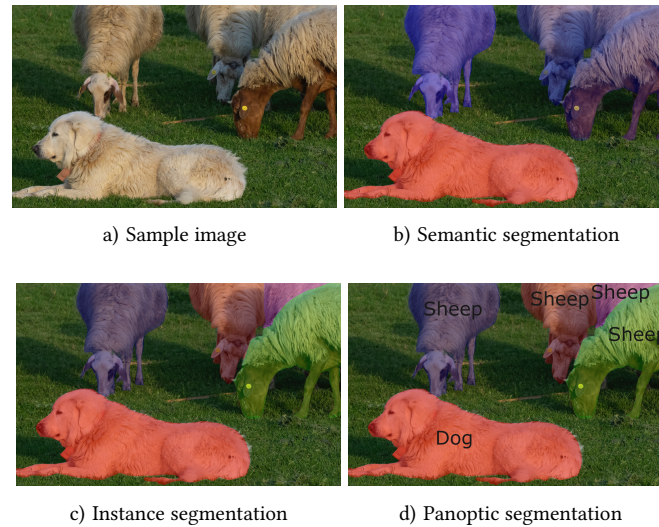 a) Sample image
b) Semantic segmentation
Sheep
Sheep
Sheep
Sheep
Dog
c) Instance segmentation
d) Panoptic segmentation